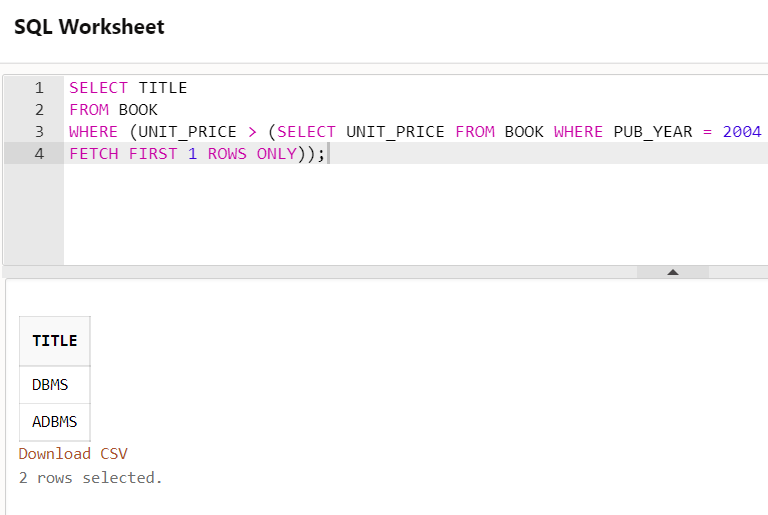 SQL Worksheet
1 SELECT TITLE
2 FROM BOOK
3 WHERE (UNIT_PRICE > (SELECT UNIT_PRICE FROM BOOK WHERE PUB_YEAR = 2004
4 FETCH FIRST 1 ROWS ONLY));
TITLE
DBMS
ADBMS
Download CSV
2 rows selected.